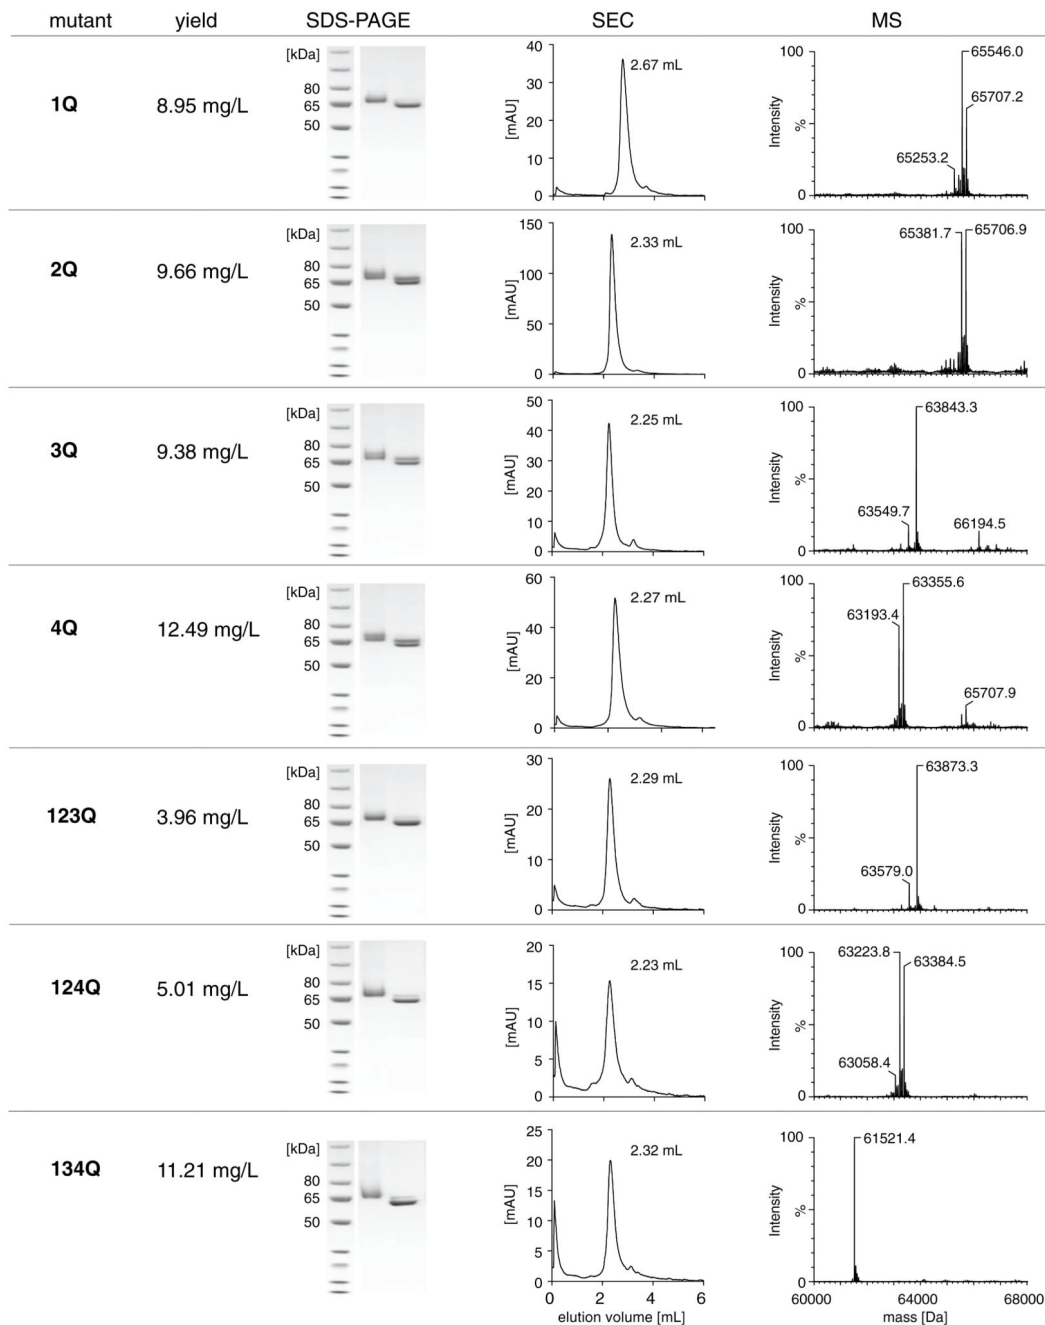 mutant yield SDS-PAGE SEC MS
1Q 8.95 mg/L
[kDa]
80
65
50
[mAU]
40
30
20
10
0
2.67 mL
Intensity
%
100
0
65546.0
65707.2
65253.2
2Q 9.66 mg/L
[kDa]
80
65
50
[mAU]
150
100
50
0
2.33 mL
Intensity
%
100
0
65381.7
65706.9
3Q 9.38 mg/L
[kDa]
80
65
50
[mAU]
50
40
30
20
10
0
2.25 mL
Intensity
%
100
0
63843.3
63549.7
66194.5
4Q 12.49 mg/L
[kDa]
80
65
50
[mAU]
60
40
20
0
2.27 mL
Intensity
%
100
0
63355.6
63193.4
65707.9
123Q 3.96 mg/L
[kDa]
80
65
50
[mAU]
30
20
10
0
2.29 mL
Intensity
%
100
0
63873.3
63579.0
124Q 5.01 mg/L
[kDa]
80
65
50
[mAU]
20
15
10
5
0
2.23 mL
Intensity
%
100
0
63223.8
63384.5
63058.4
134Q 11.21 mg/L
[kDa]
80
65
50
[mAU]
25
20
15
10
5
0
2.32 mL
0 2 4 6
elution volume [mL]
Intensity
%
100
0
61521.4
60000 64000 68000
mass [Da]